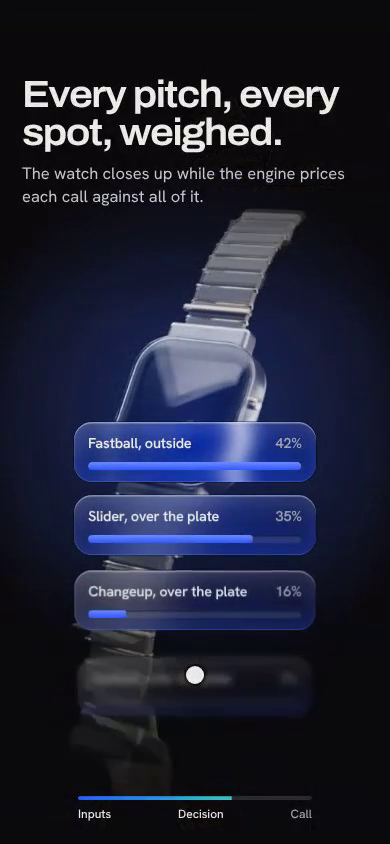 Every pitch, every
spot, weighed.
The watch closes up while the engine prices
each call against all of it.
Fastball, outside 42%
Slider, over the plate 35%
Changeup, over the plate 16%
Inputs Decision Call